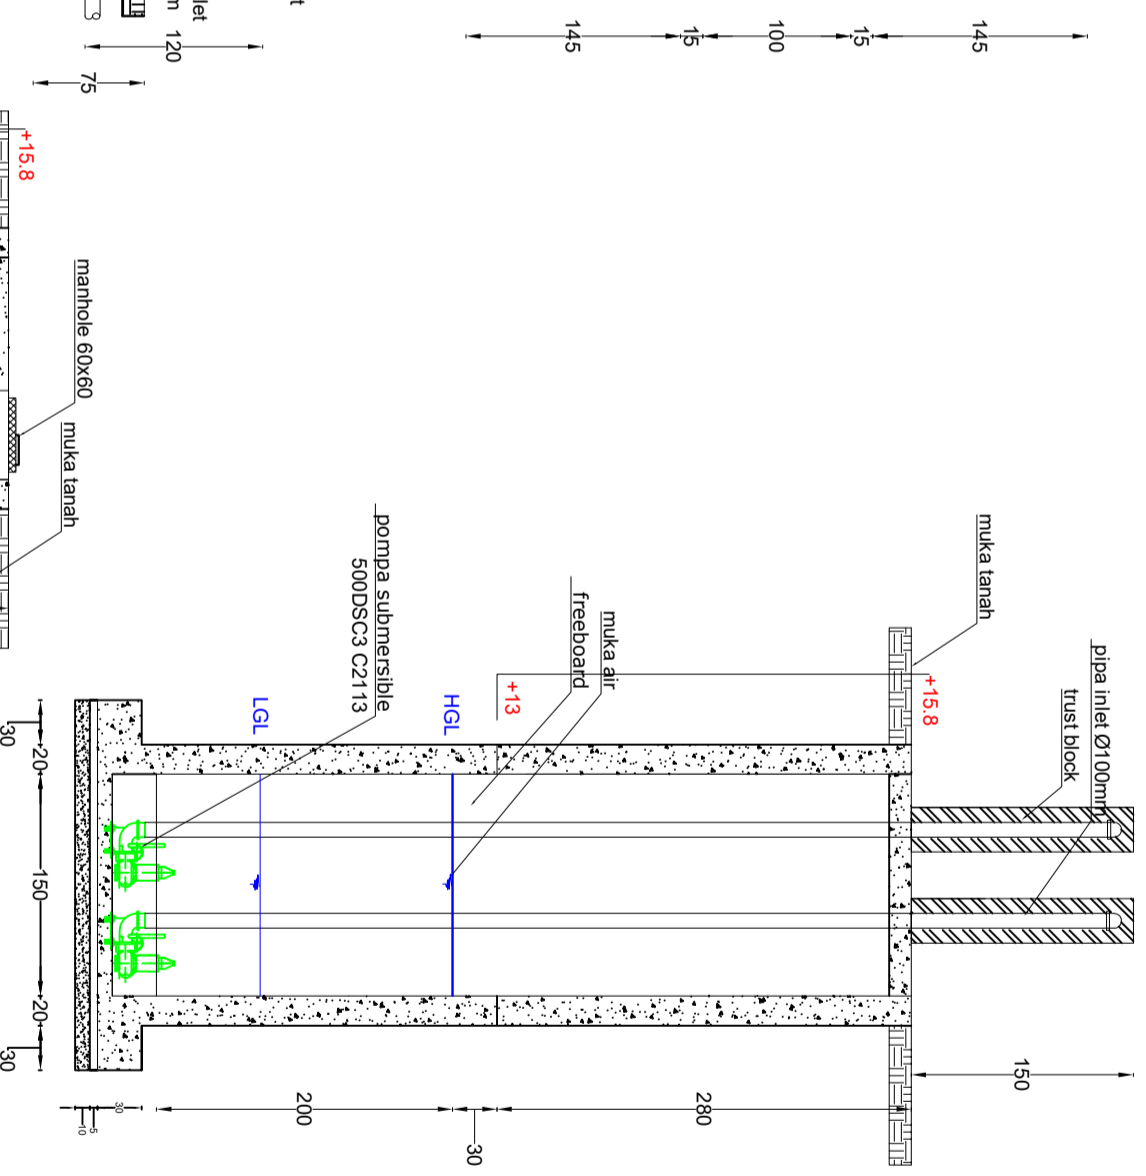 t
let
m
120
75
145
15
100
15
145
+15.8
manhole 60x60
muka tanah
muka tanah
+15.8
pipa inlet Ø100mm
trust block
muka air
freeboard
+13
pompa submersible
500DSC3 C2113
HGL
LGL
30
20
150
20
30
30
5
10
200
30
280
150